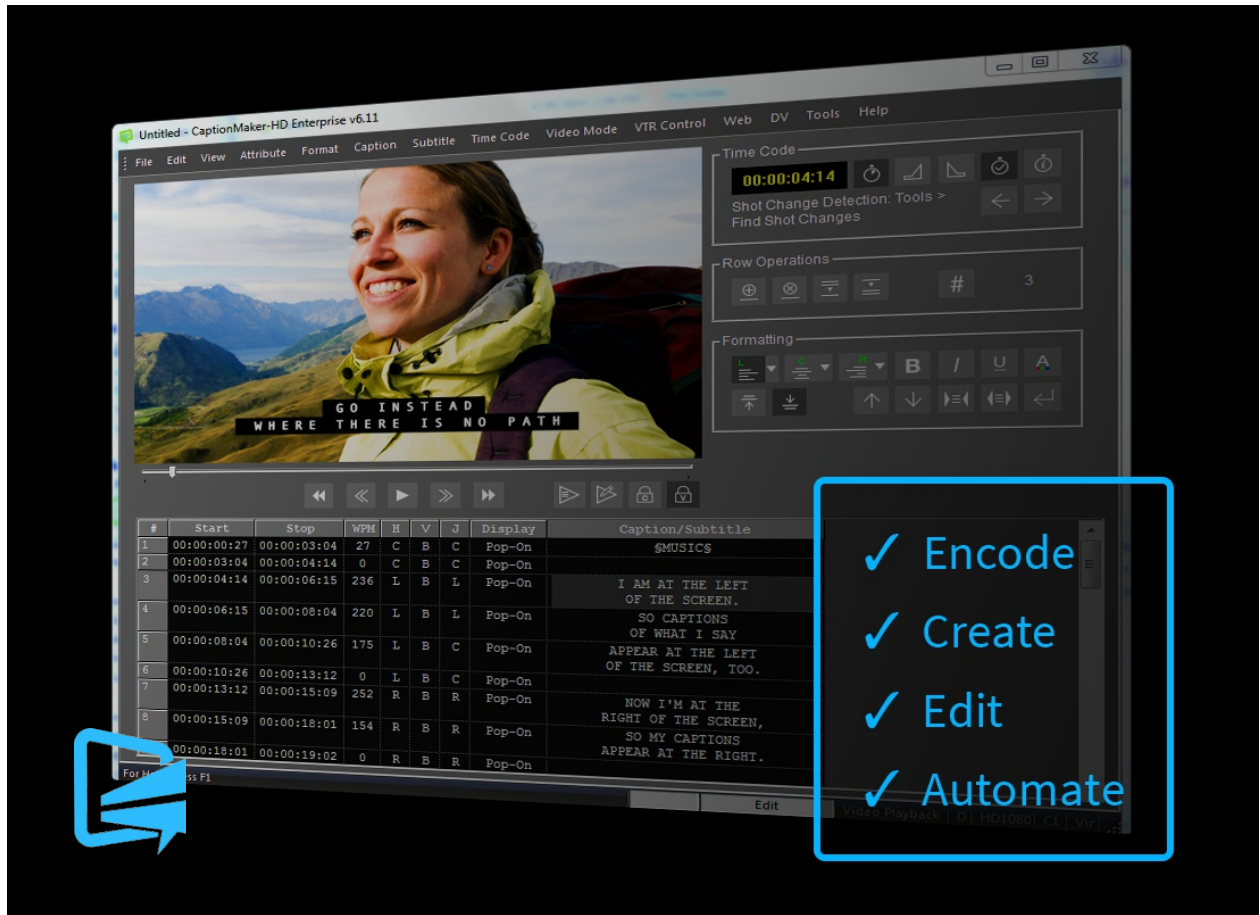 Untitled - CaptionMaker-HD Enterprise v6.11
File Edit View Attribute Format Caption Subtitle Time Code Video Mode VTR Control Web DV Tools Help
Time Code
00:00:04:14
Shot Change Detection: Tools >
Find Shot Changes
Row Operations
# 3
Formatting
L C R B I U A
GO INSTEAD
WHERE THERE IS NO PATH
C V
# Start Stop WPM H V J Display Caption/Subtitle
1 00:00:00:27 00:00:03:04 27 C B C Pop-On §MUSIC§
2 00:00:03:04 00:00:04:14 0 C B C Pop-On
3 00:00:04:14 00:00:06:15 236 L B L Pop-On I AM AT THE LEFT
OF THE SCREEN.
4 00:00:06:15 00:00:08:04 220 L B L Pop-On SO CAPTIONS
OF WHAT I SAY
5 00:00:08:04 00:00:10:26 175 L B C Pop-On APPEAR AT THE LEFT
OF THE SCREEN, TOO.
6 00:00:10:26 00:00:13:12 0 L B C Pop-On
7 00:00:13:12 00:00:15:09 252 R B R Pop-On NOW I'M AT THE
RIGHT OF THE SCREEN,
8 00:00:15:09 00:00:18:01 154 R B R Pop-On SO MY CAPTIONS
APPEAR AT THE RIGHT.
00:00:18:01 00:00:19:02 0 R B R Pop-On
✓ Encode
✓ Create
✓ Edit
✓ Automate
For ess F1
Edit
Video Playback D HD1080 C1 Vir